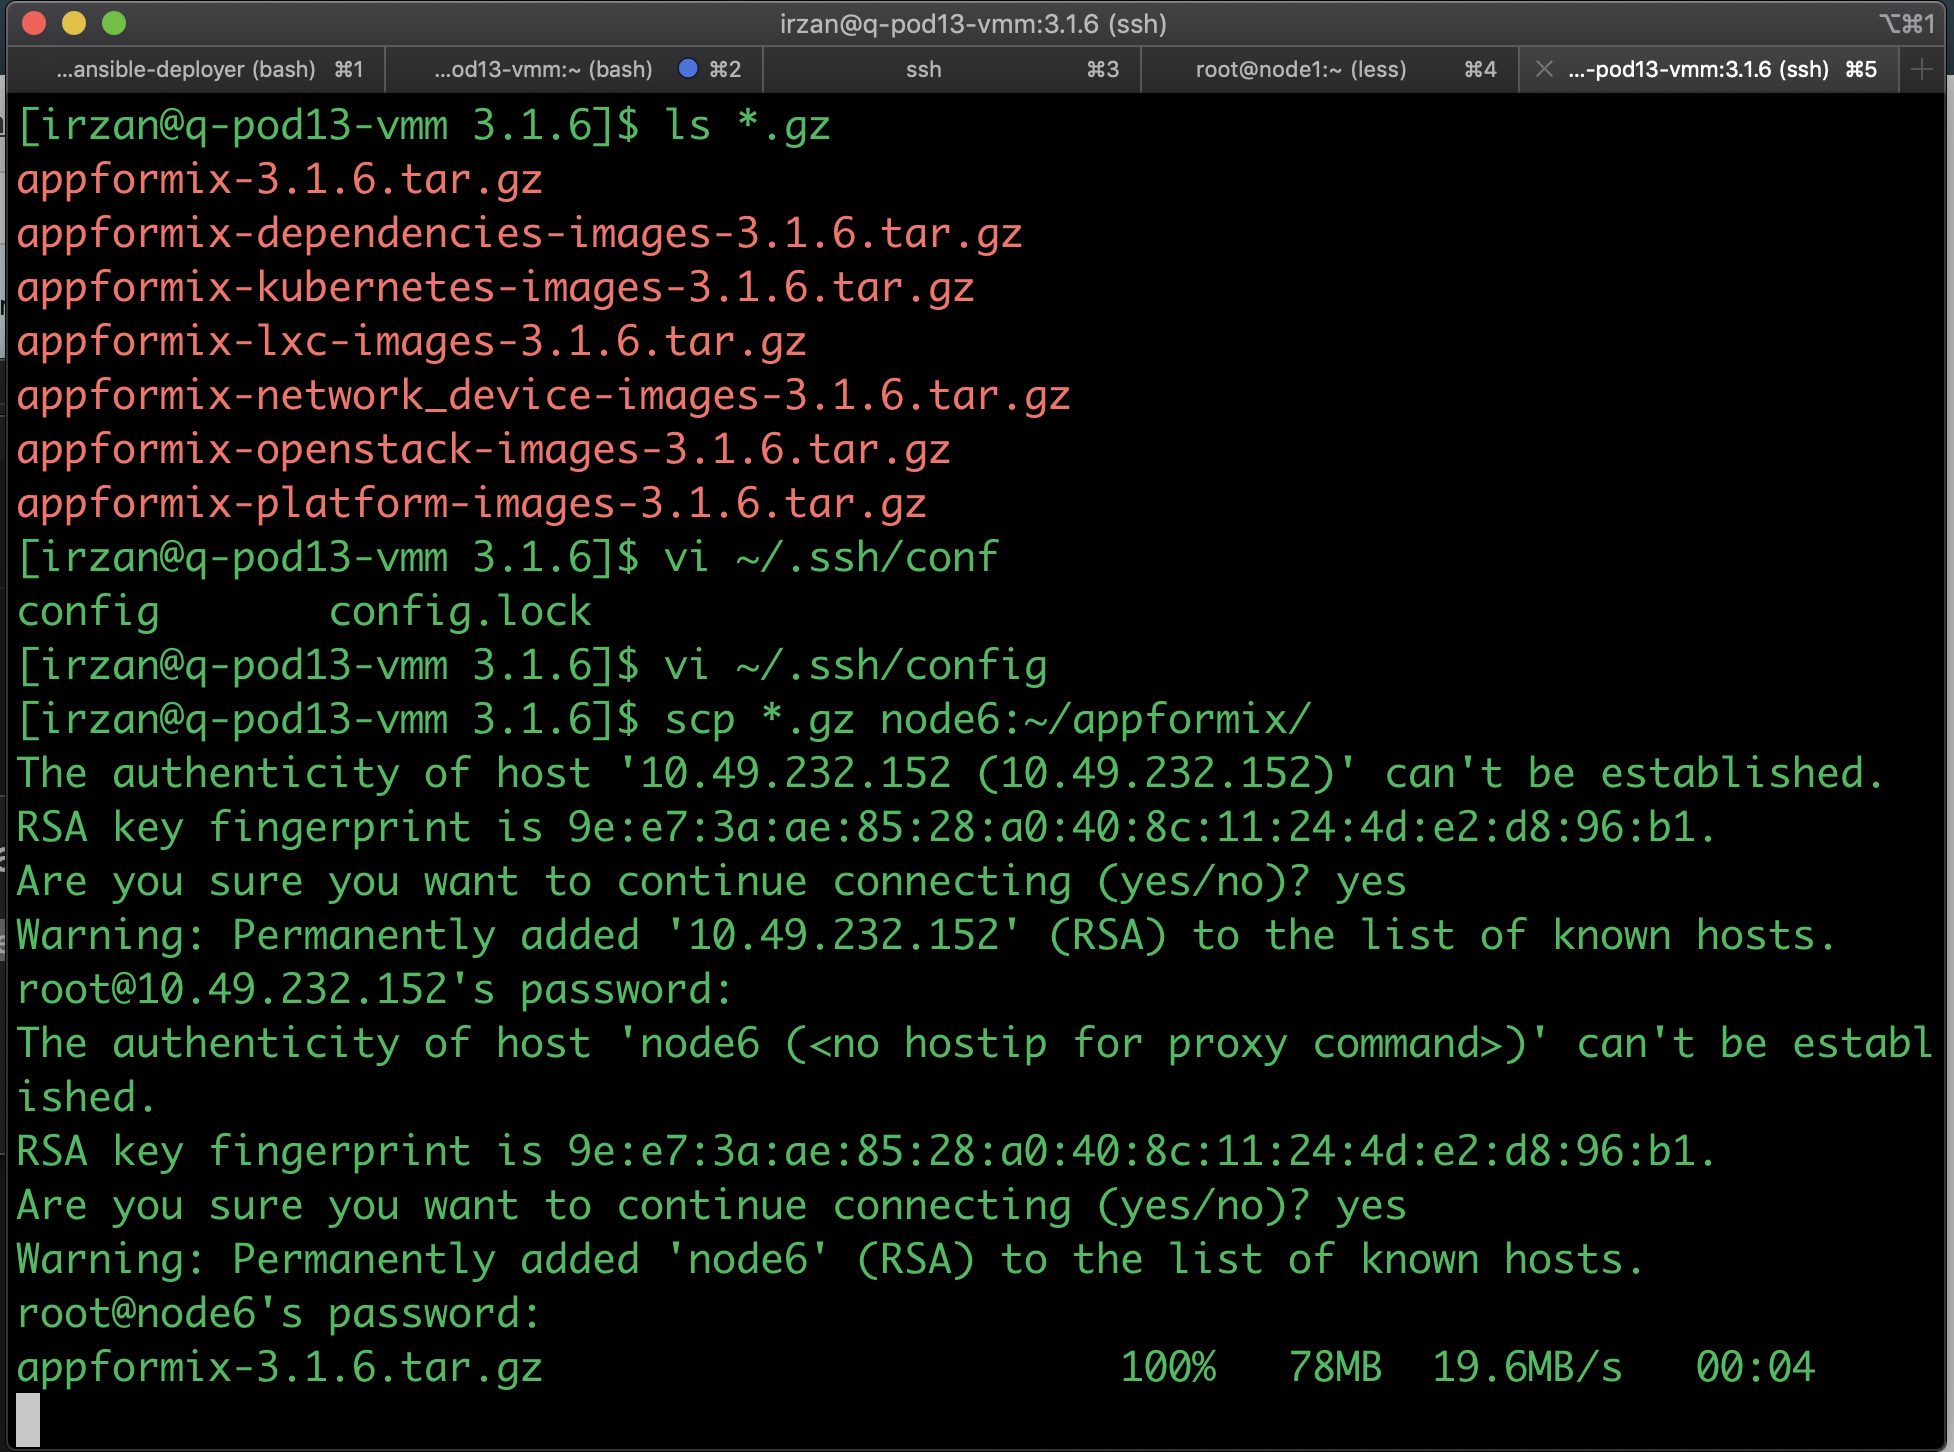 irzan@q-pod13-vmm:3.1.6 (ssh) ⌥⌘1
...ansible-deployer (bash) ⌘1 ...od13-vmm:~ (bash) ⌘2 ssh ⌘3 root@node1:~ (less) ⌘4 ...-pod13-vmm:3.1.6 (ssh) ⌘5
[irzan@q-pod13-vmm 3.1.6]$ ls *.gz
appformix-3.1.6.tar.gz
appformix-dependencies-images-3.1.6.tar.gz
appformix-kubernetes-images-3.1.6.tar.gz
appformix-lxc-images-3.1.6.tar.gz
appformix-network_device-images-3.1.6.tar.gz
appformix-openstack-images-3.1.6.tar.gz
appformix-platform-images-3.1.6.tar.gz
[irzan@q-pod13-vmm 3.1.6]$ vi ~/.ssh/conf
config config.lock
[irzan@q-pod13-vmm 3.1.6]$ vi ~/.ssh/config
[irzan@q-pod13-vmm 3.1.6]$ scp *.gz node6:~/appformix/
The authenticity of host '10.49.232.152 (10.49.232.152)' can't be established.
RSA key fingerprint is 9e:e7:3a:ae:85:28:a0:40:8c:11:24:4d:e2:d8:96:b1.
Are you sure you want to continue connecting (yes/no)? yes
Warning: Permanently added '10.49.232.152' (RSA) to the list of known hosts.
root@10.49.232.152's password:
The authenticity of host 'node6 (<no hostip for proxy command>)' can't be establ
ished.
RSA key fingerprint is 9e:e7:3a:ae:85:28:a0:40:8c:11:24:4d:e2:d8:96:b1.
Are you sure you want to continue connecting (yes/no)? yes
Warning: Permanently added 'node6' (RSA) to the list of known hosts.
root@node6's password:
appformix-3.1.6.tar.gz 100% 78MB 19.6MB/s 00:04